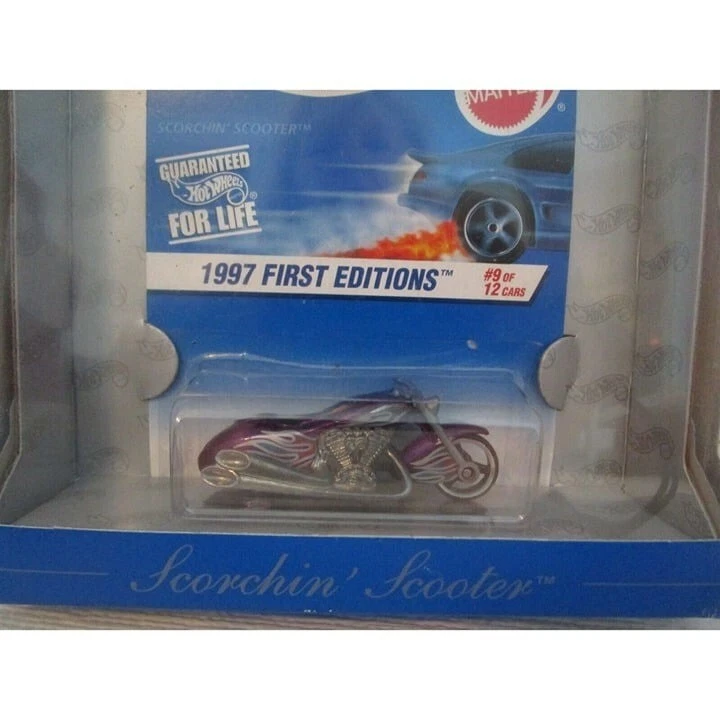 MATTEL
®
SCORCHIN' SCOOTER™
GUARANTEED
Hot Wheels®
FOR LIFE
1997 FIRST EDITIONS™
#9 OF
12 CARS
Scorchin' Scooter™